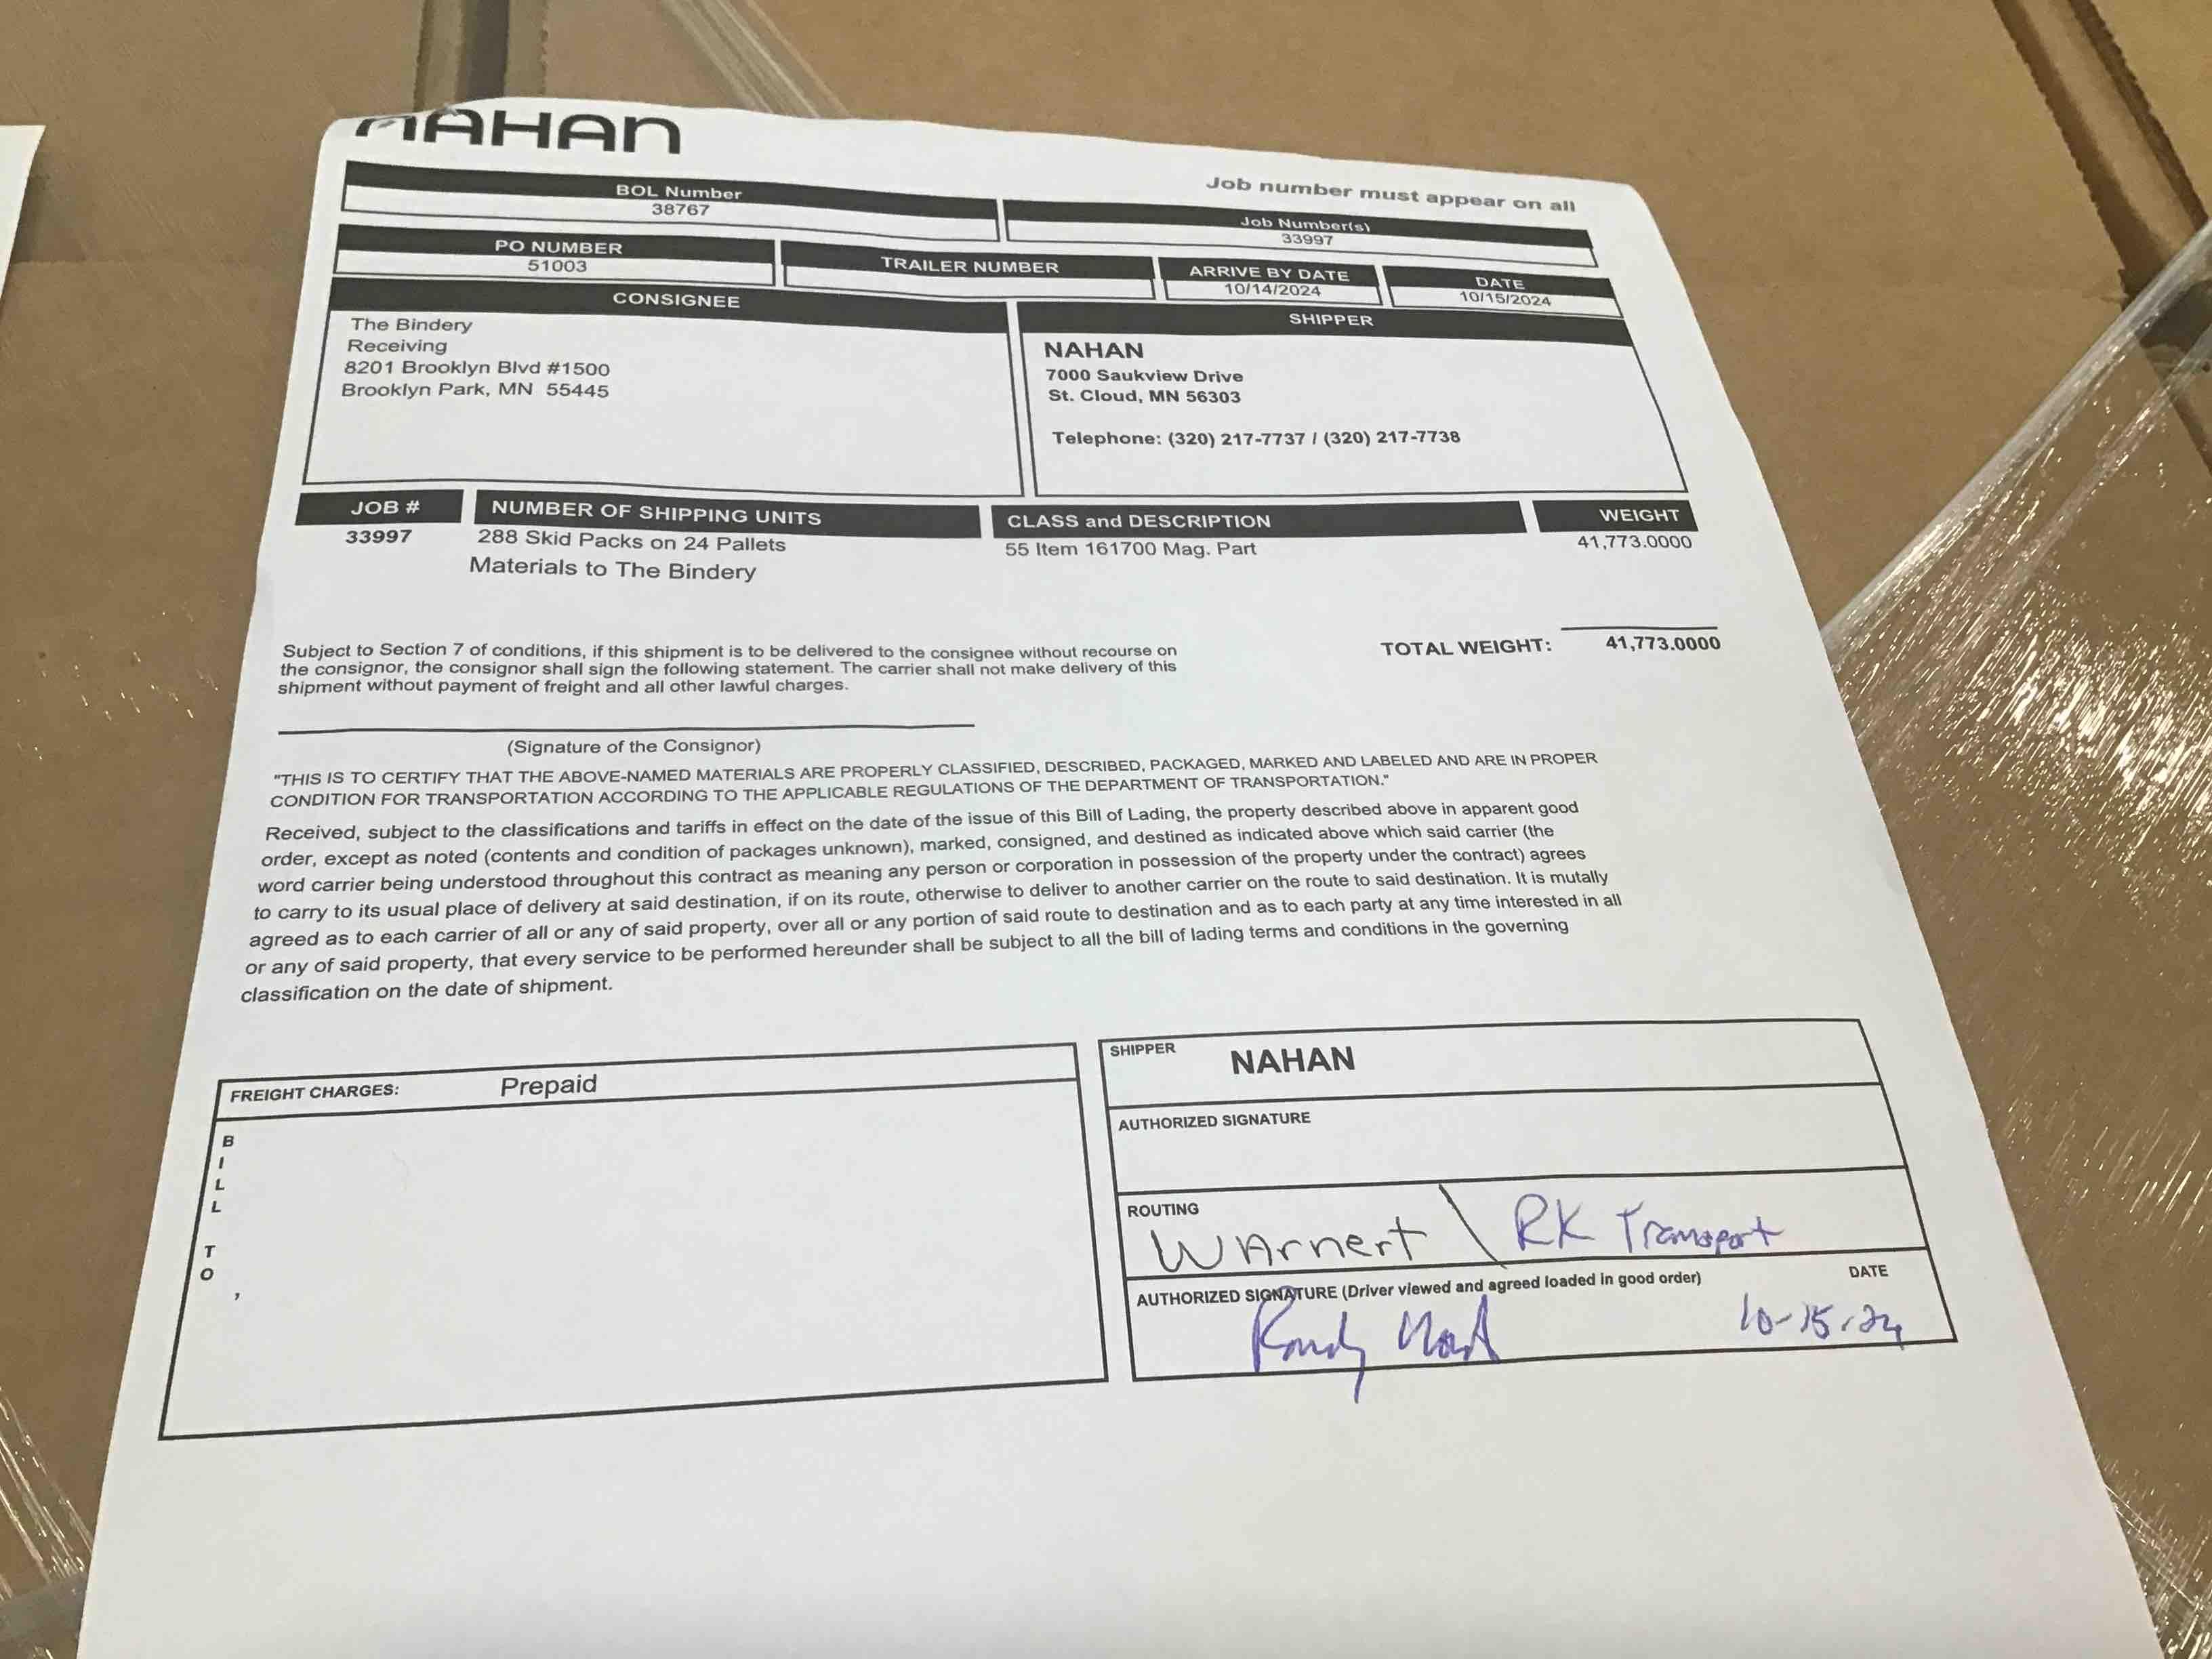 NAHAN
Job number must appear on all
BOL Number
38767
Job Number(s)
33997
PO NUMBER
51003
TRAILER NUMBER
ARRIVE BY DATE
10/14/2024
DATE
10/15/2024
CONSIGNEE
The Bindery
Receiving
8201 Brooklyn Blvd #1500
Brooklyn Park, MN 55445
SHIPPER
NAHAN
7000 Saukview Drive
St. Cloud, MN 56303
Telephone: (320) 217-7737 / (320) 217-7738
JOB # NUMBER OF SHIPPING UNITS CLASS and DESCRIPTION WEIGHT
33997 288 Skid Packs on 24 Pallets 55 Item 161700 Mag. Part 41,773.0000
Materials to The Bindery
TOTAL WEIGHT: 41,773.0000
Subject to Section 7 of conditions, if this shipment is to be delivered to the consignee without recourse on
the consignor, the consignor shall sign the following statement. The carrier shall not make delivery of this
shipment without payment of freight and all other lawful charges.
(Signature of the Consignor)
"THIS IS TO CERTIFY THAT THE ABOVE-NAMED MATERIALS ARE PROPERLY CLASSIFIED, DESCRIBED, PACKAGED, MARKED AND LABELED AND ARE IN PROPER
CONDITION FOR TRANSPORTATION ACCORDING TO THE APPLICABLE REGULATIONS OF THE DEPARTMENT OF TRANSPORTATION."
Received, subject to the classifications and tariffs in effect on the date of the issue of this Bill of Lading, the property described above in apparent good
order, except as noted (contents and condition of packages unknown), marked, consigned, and destined as indicated above which said carrier (the
word carrier being understood throughout this contract as meaning any person or corporation in possession of the property under the contract) agrees
to carry to its usual place of delivery at said destination, if on its route, otherwise to deliver to another carrier on the route to said destination. It is mutally
agreed as to each carrier of all or any of said property, over all or any portion of said route to destination and as to each party at any time interested in all
or any of said property, that every service to be performed hereunder shall be subject to all the bill of lading terms and conditions in the governing
classification on the date of shipment.
FREIGHT CHARGES: Prepaid
BILL TO
,
SHIPPER NAHAN
AUTHORIZED SIGNATURE
ROUTING
WArnert \ RK Transport
AUTHORIZED SIGNATURE (Driver viewed and agreed loaded in good order) DATE
Randy 10-15-24